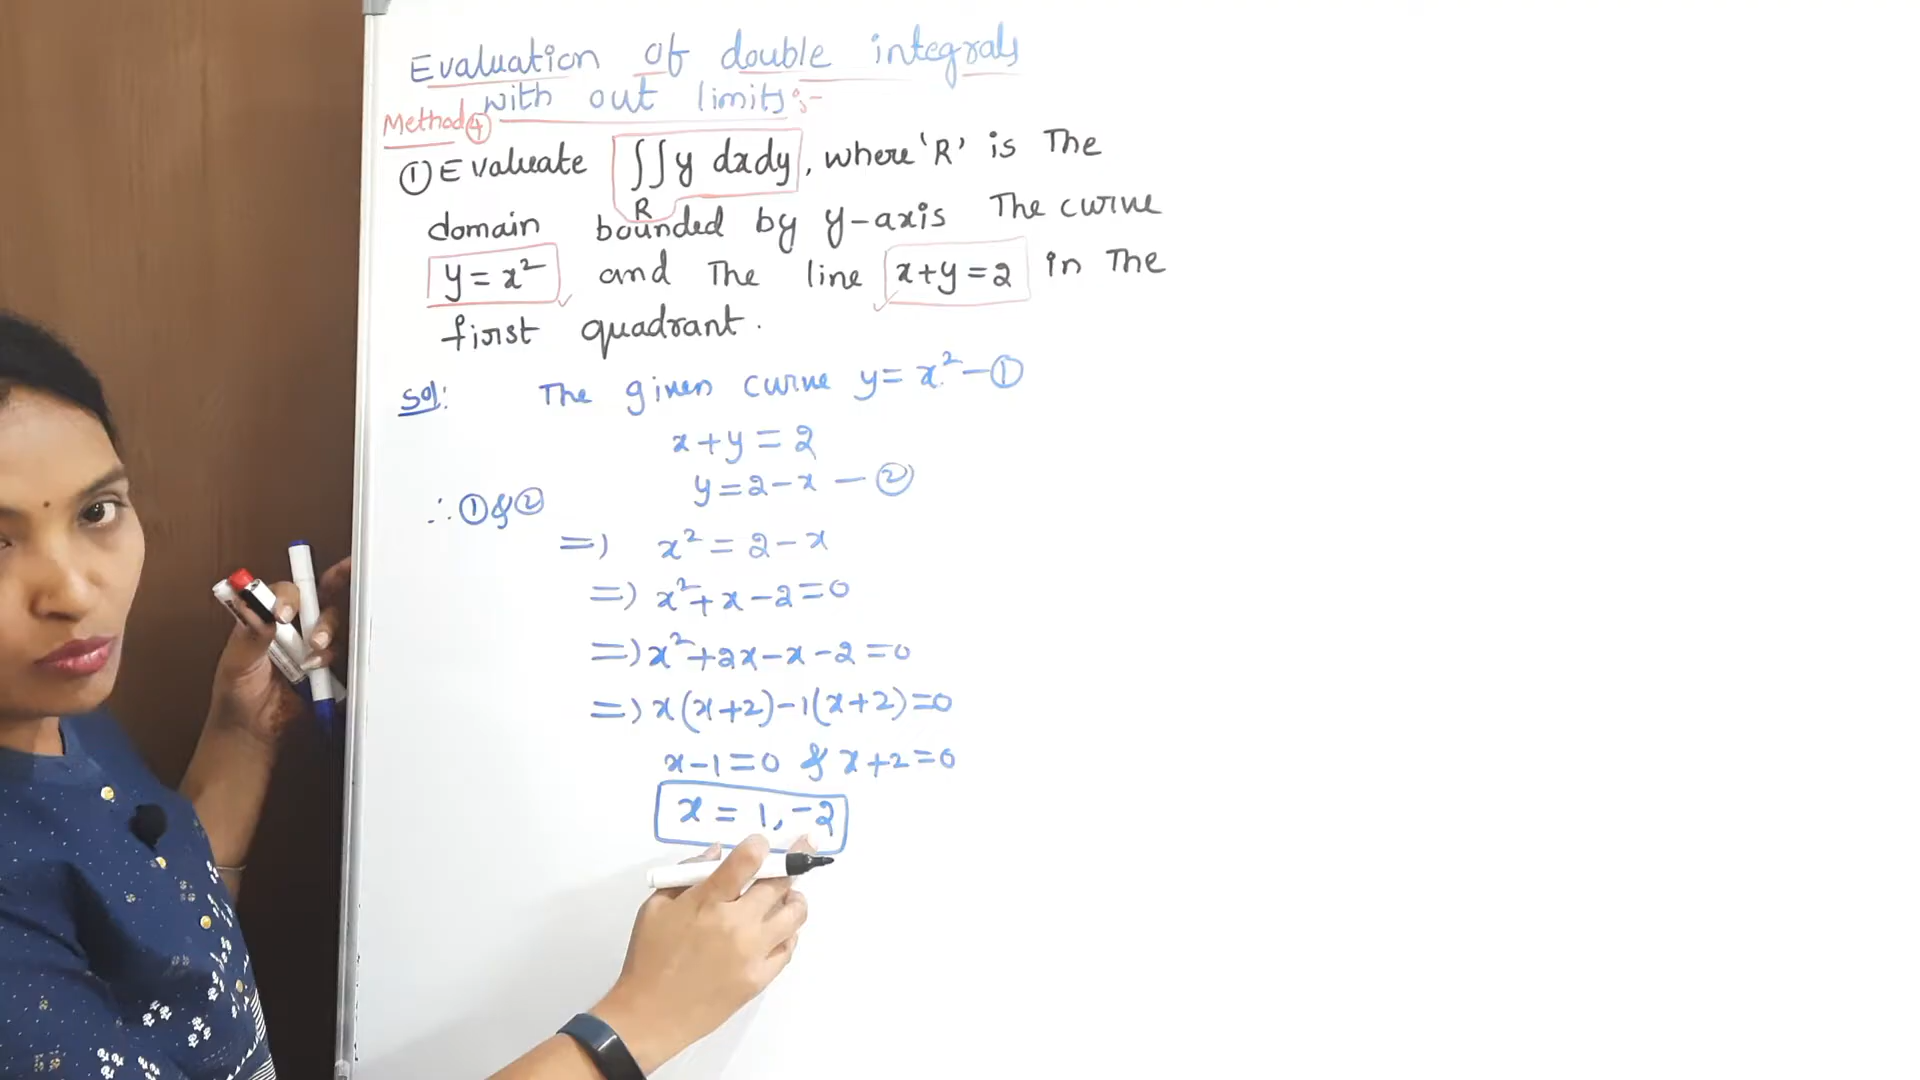 Evaluation of double integrals
with out limits:-
Method ④
① Evaluate ∬_R y dxdy, where 'R' is The
domain bounded by y-axis The curve
y = x² and The line x+y=2 in The
first quadrant.
Sol: The given curve y = x² — ①
x + y = 2
y = 2 - x — ②
∴ ① & ②
=) x² = 2 - x
=) x² + x - 2 = 0
=) x² + 2x - x - 2 = 0
=) x(x+2) - 1(x+2) = 0
x - 1 = 0 & x + 2 = 0
x = 1, -2